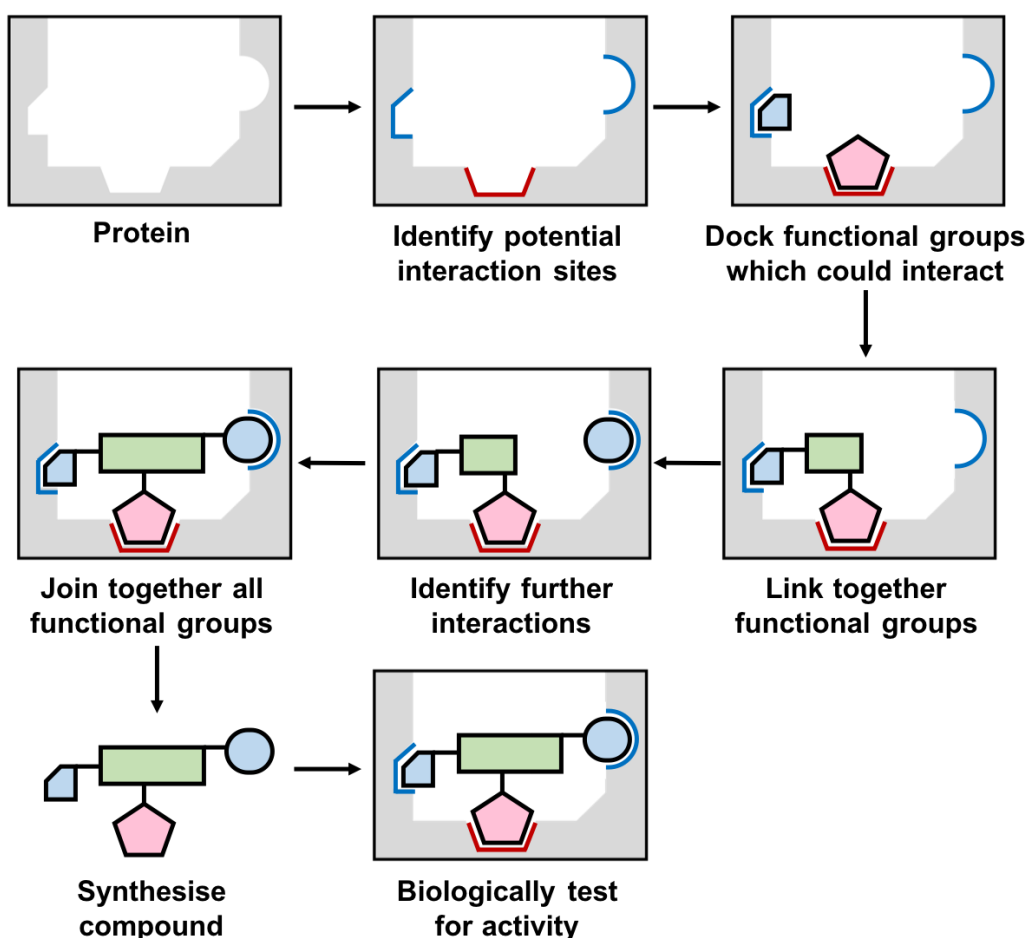 Protein
Identify potential
interaction sites
Dock functional groups
which could interact
Link together
functional groups
Identify further
interactions
Join together all
functional groups
Synthesise
compound
Biologically test
for activity